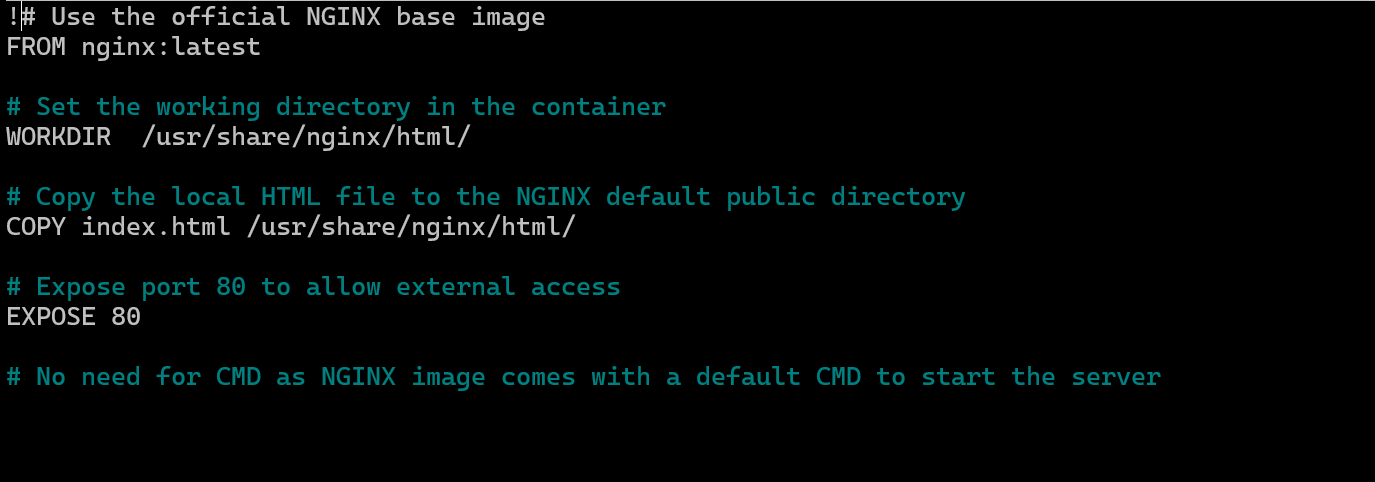 !# Use the official NGINX base image
FROM nginx:latest
# Set the working directory in the container
WORKDIR  /usr/share/nginx/html/
# Copy the local HTML file to the NGINX default public directory
COPY index.html /usr/share/nginx/html/
# Expose port 80 to allow external access
EXPOSE 80
# No need for CMD as NGINX image comes with a default CMD to start the server